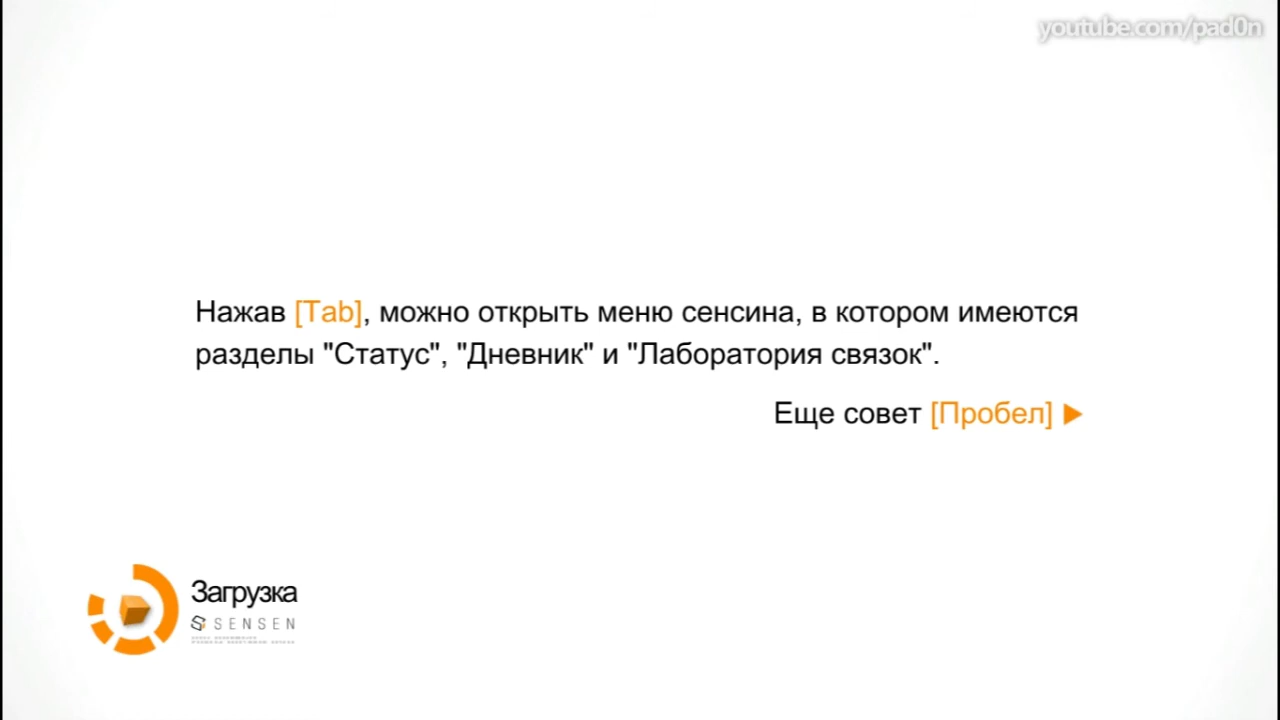 youtube.com/pad0n
Нажав [Tab], можно открыть меню сенсина, в котором имеются
разделы "Статус", "Дневник" и "Лаборатория связок".
Еще совет [Пробел]
Загрузка
SENSEN